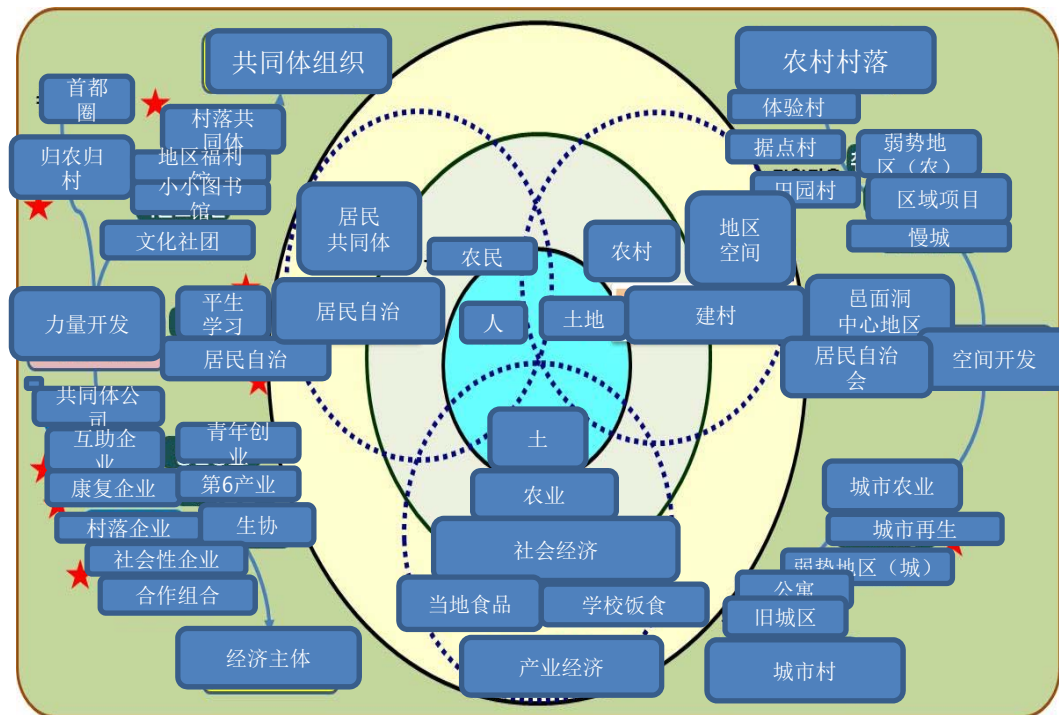 共同体组织
农村村落
首都
圈
村落共
同体
归农归
村
地区福利
馆
小小图书
馆
文化社团
体验村
据点村
田园村
弱势地
区（农）
区域项目
慢城
居民
共同体
农民
农村
地区
空间
力量开发
平生
学习
居民自治
居民自治
人
土地
建村
邑面洞
中心地区
居民自治
会
空间开发
共同体公
司
互助企
业
青年创
业
康复企业
第6产业
村落企业
生协
社会性企业
合作组合
经济主体
土
农业
社会经济
当地食品
学校饭食
产业经济
城市农业
城市再生
弱势地区（城）
公寓
旧城区
城市村